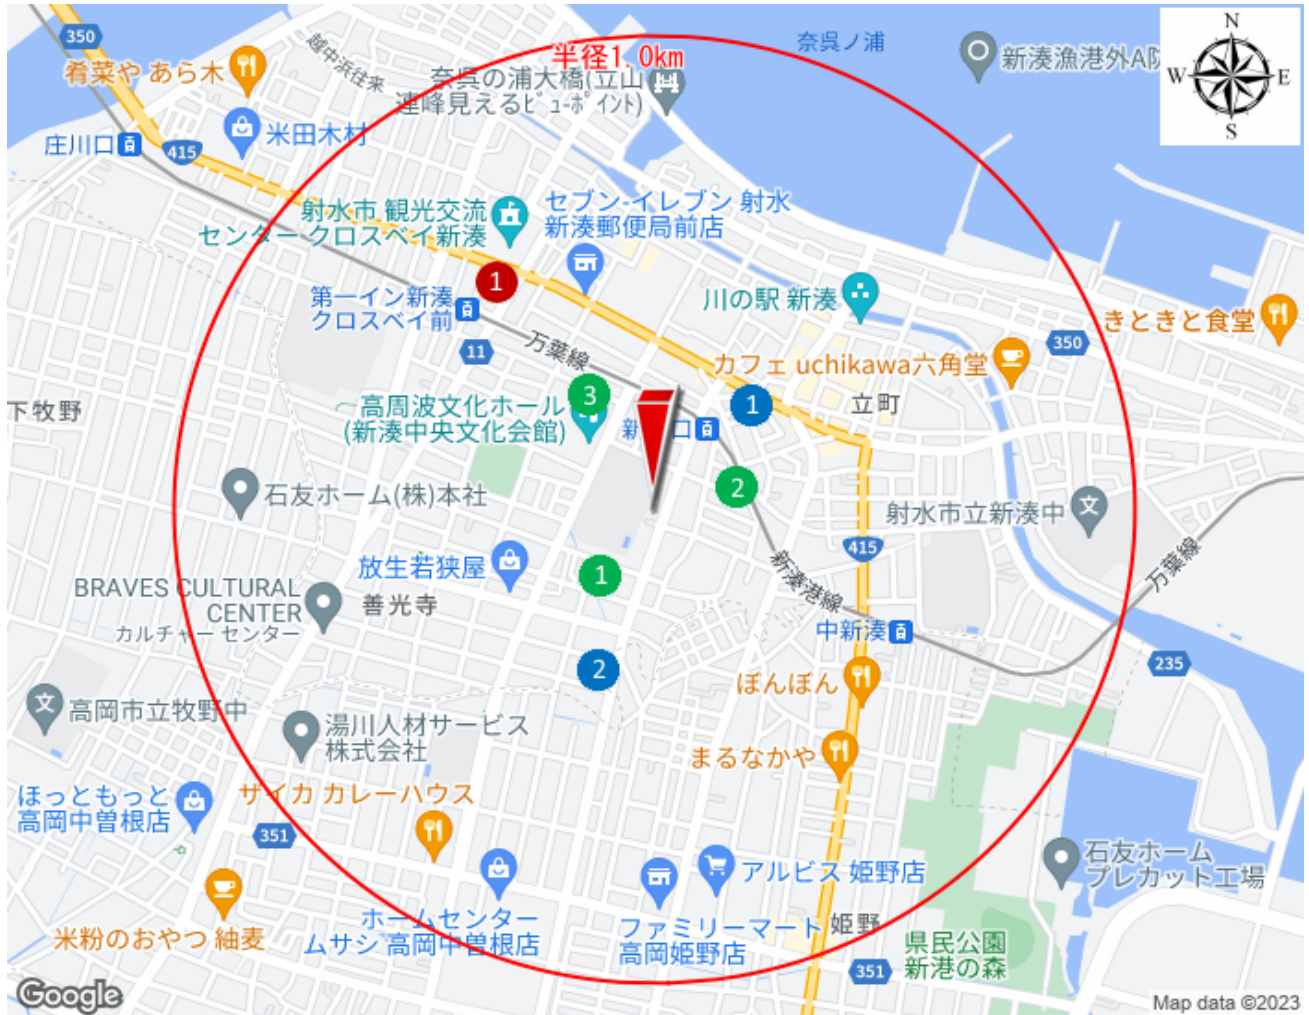 350
半径1.0km
奈呉ノ浦
N
W
E
S
新湊漁港外A防
越中浜往来
肴菜や あら木
奈呉の浦大橋(立山
連峰見えるビューポイント)
米田木村
庄川口
415
射水市 観光交流
センター クロスベイ新湊
セブン-イレブン 射水
新湊郵便局前店
1
第一イン新湊
クロスベイ前
川の駅 新湊
きときと食堂
350
11
万葉線
カフェ uchikawa六角堂
下牧野
3
高周波文化ホール
(新湊中央文化会館)
1
立町
新
口
2
石友ホーム(株)本社
射水市立新湊中
415
放生若狭屋
1
万葉線
BRAVES CULTURAL
CENTER
カルチャー センター
善光寺
新湊港線
中新湊
235
2
ぼんぼん
高岡市立牧野中
湯川人材サービス
株式会社
まるなかや
ほっともっと
高岡中曽根店
ザイカ カレーハウス
351
石友ホーム
プレカット工場
アルビス 姫野店
米粉のおやつ 紬麦
ホームセンター
ムサシ 高岡中曽根店
ファミリーマート
高岡姫野店
姫野
県民公園
新港の森
351
Google
Map data ©2023